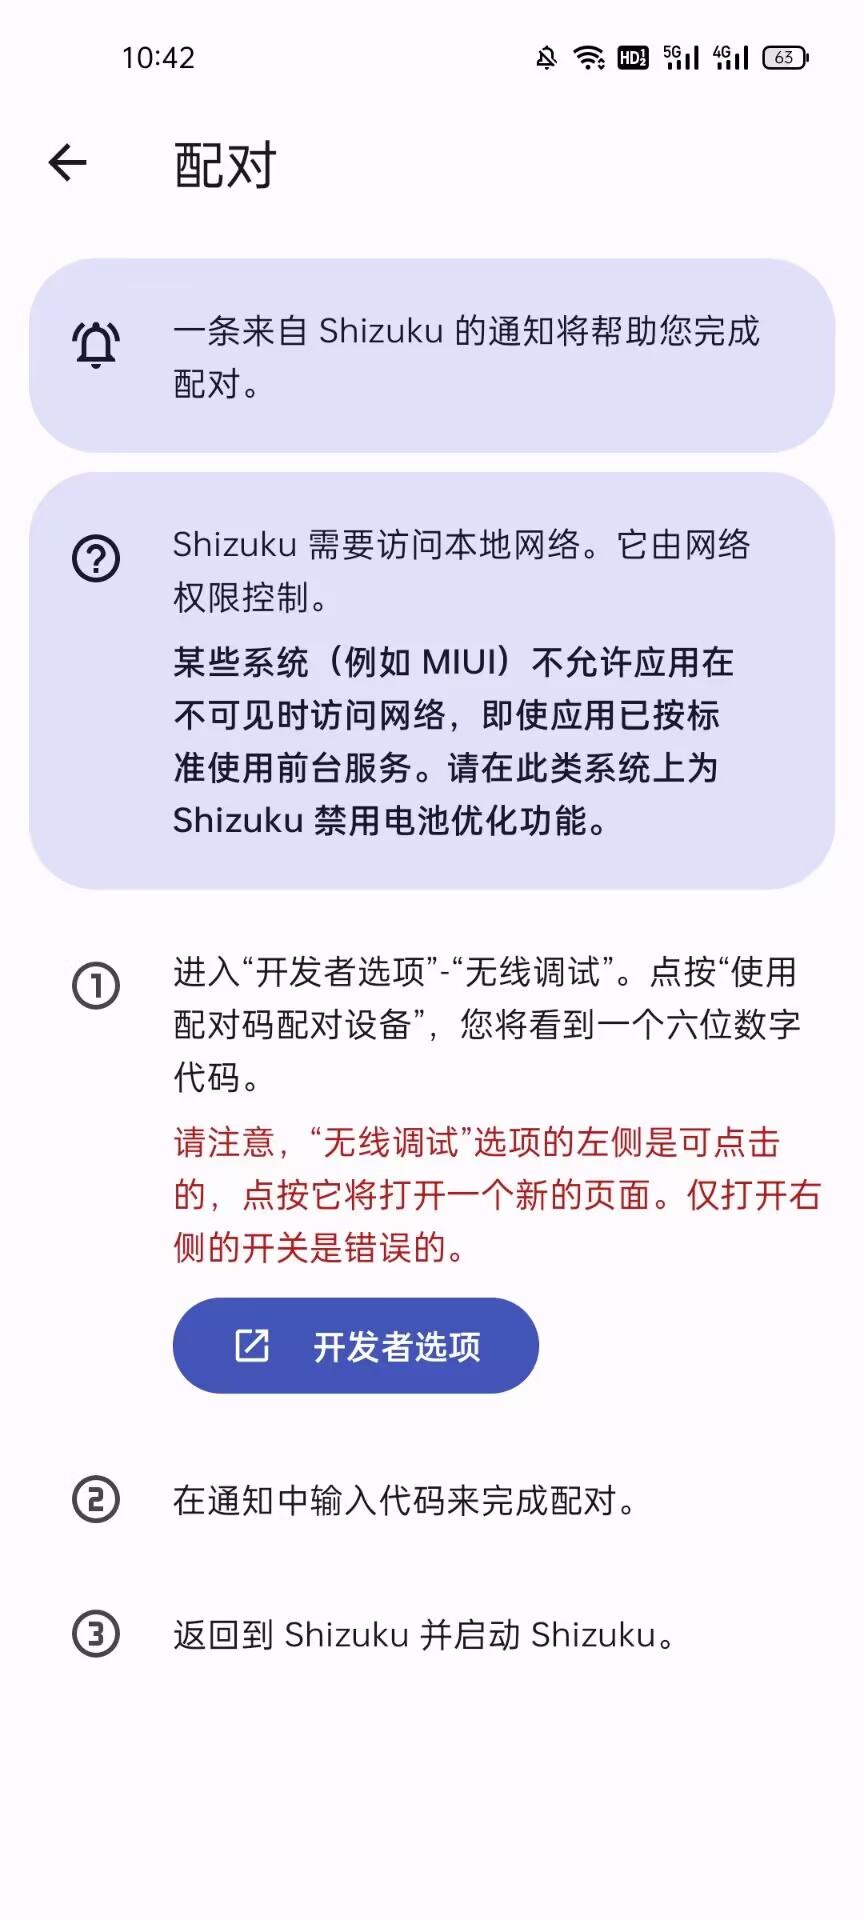 10:42
HD 1 2 5G 4G 63
配对
一条来自 Shizuku 的通知将帮助您完成
配对。
Shizuku 需要访问本地网络。它由网络
权限控制。
某些系统（例如 MIUI）不允许应用在
不可见时访问网络，即使应用已按标
准使用前台服务。请在此类系统上为
Shizuku 禁用电池优化功能。
1 进入“开发者选项”-“无线调试”。点按“使用
配对码配对设备”，您将看到一个六位数字
代码。
请注意，“无线调试”选项的左侧是可点击
的，点按它将打开一个新的页面。仅打开右
侧的开关是错误的。
开发者选项
2 在通知中输入代码来完成配对。
3 返回到 Shizuku 并启动 Shizuku。